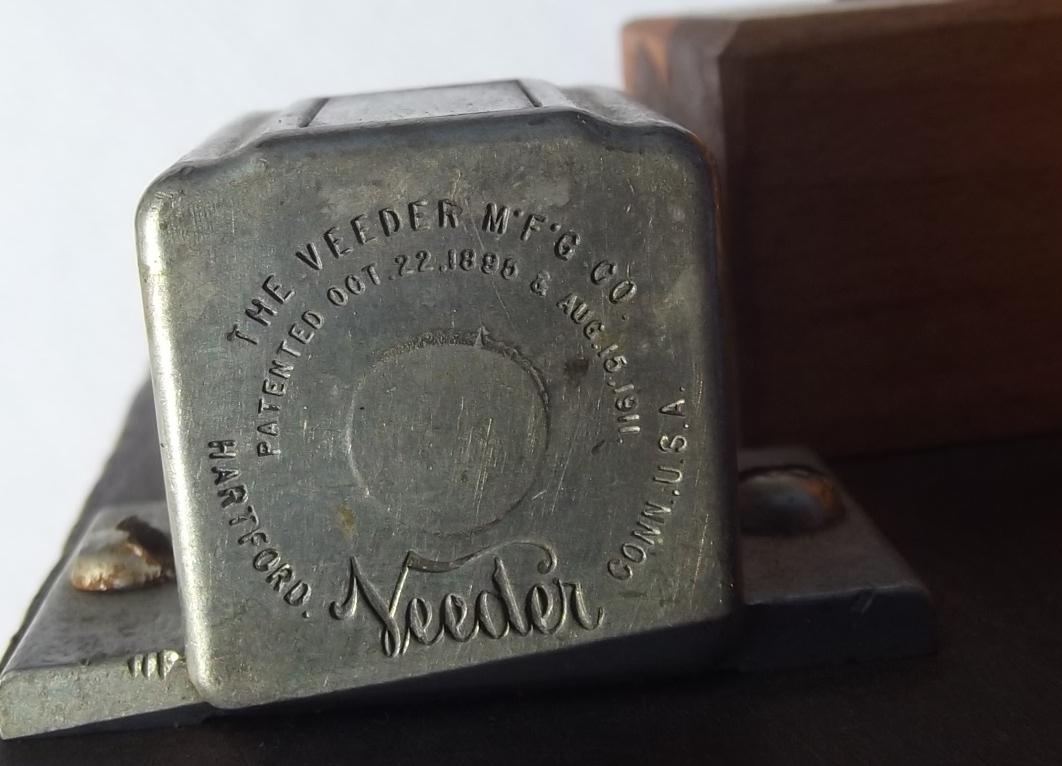 THE VEEDER M'F'G CO.
PATENTED OCT.22.1895 & AUG.15.1911
HARTFORD. CONN.U.S.A.
Veeder